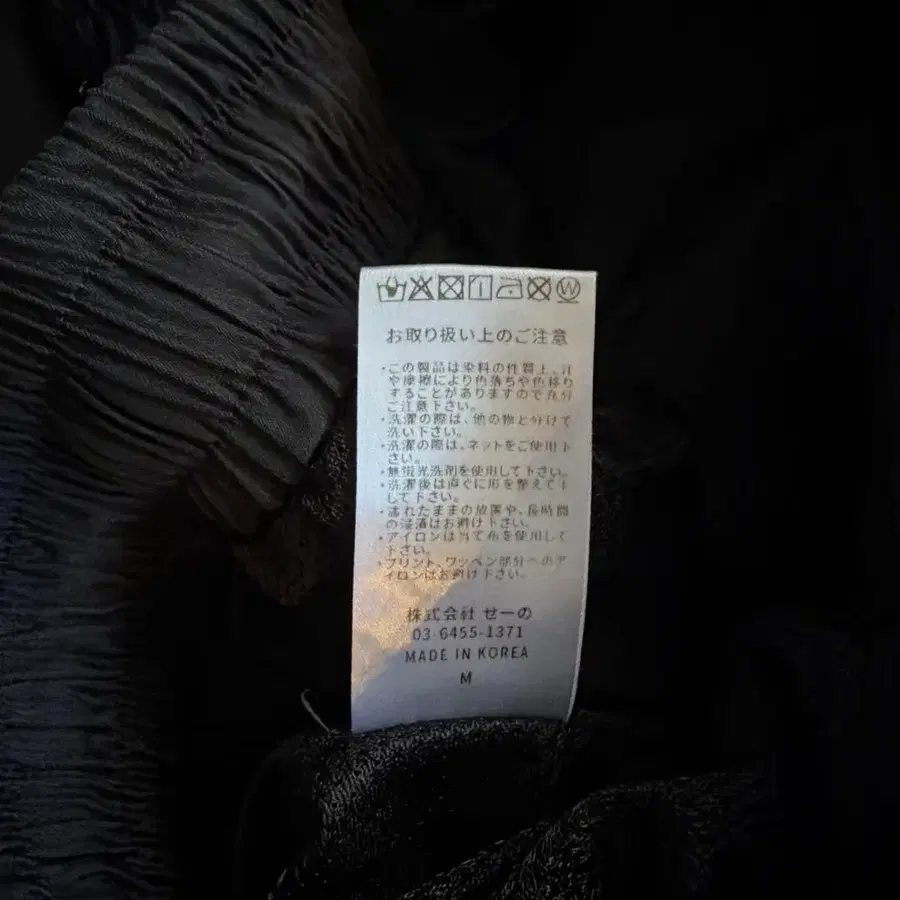 お取り扱い上のご注意
・この製品は染料の性質上、汗
や摩擦により色落ちや色移り
することがありますので充分
ご注意下さい。
・洗濯の際は、他の物と分けて
洗い下さい。
・洗濯の際は、ネットをご使用下
さい。
・無蛍光洗剤を使用して下さい。
・洗濯後は直ぐに形を整えて干
して下さい。
・濡れたままの放置や、長時間
の浸漬はお避け下さい。
・アイロンは当て布を使用して
下さい。
・プリント、ワッペン部分へのア
イロンはお避け下さい。
株式会社 せーの
03-6455-1371
MADE IN KOREA
M